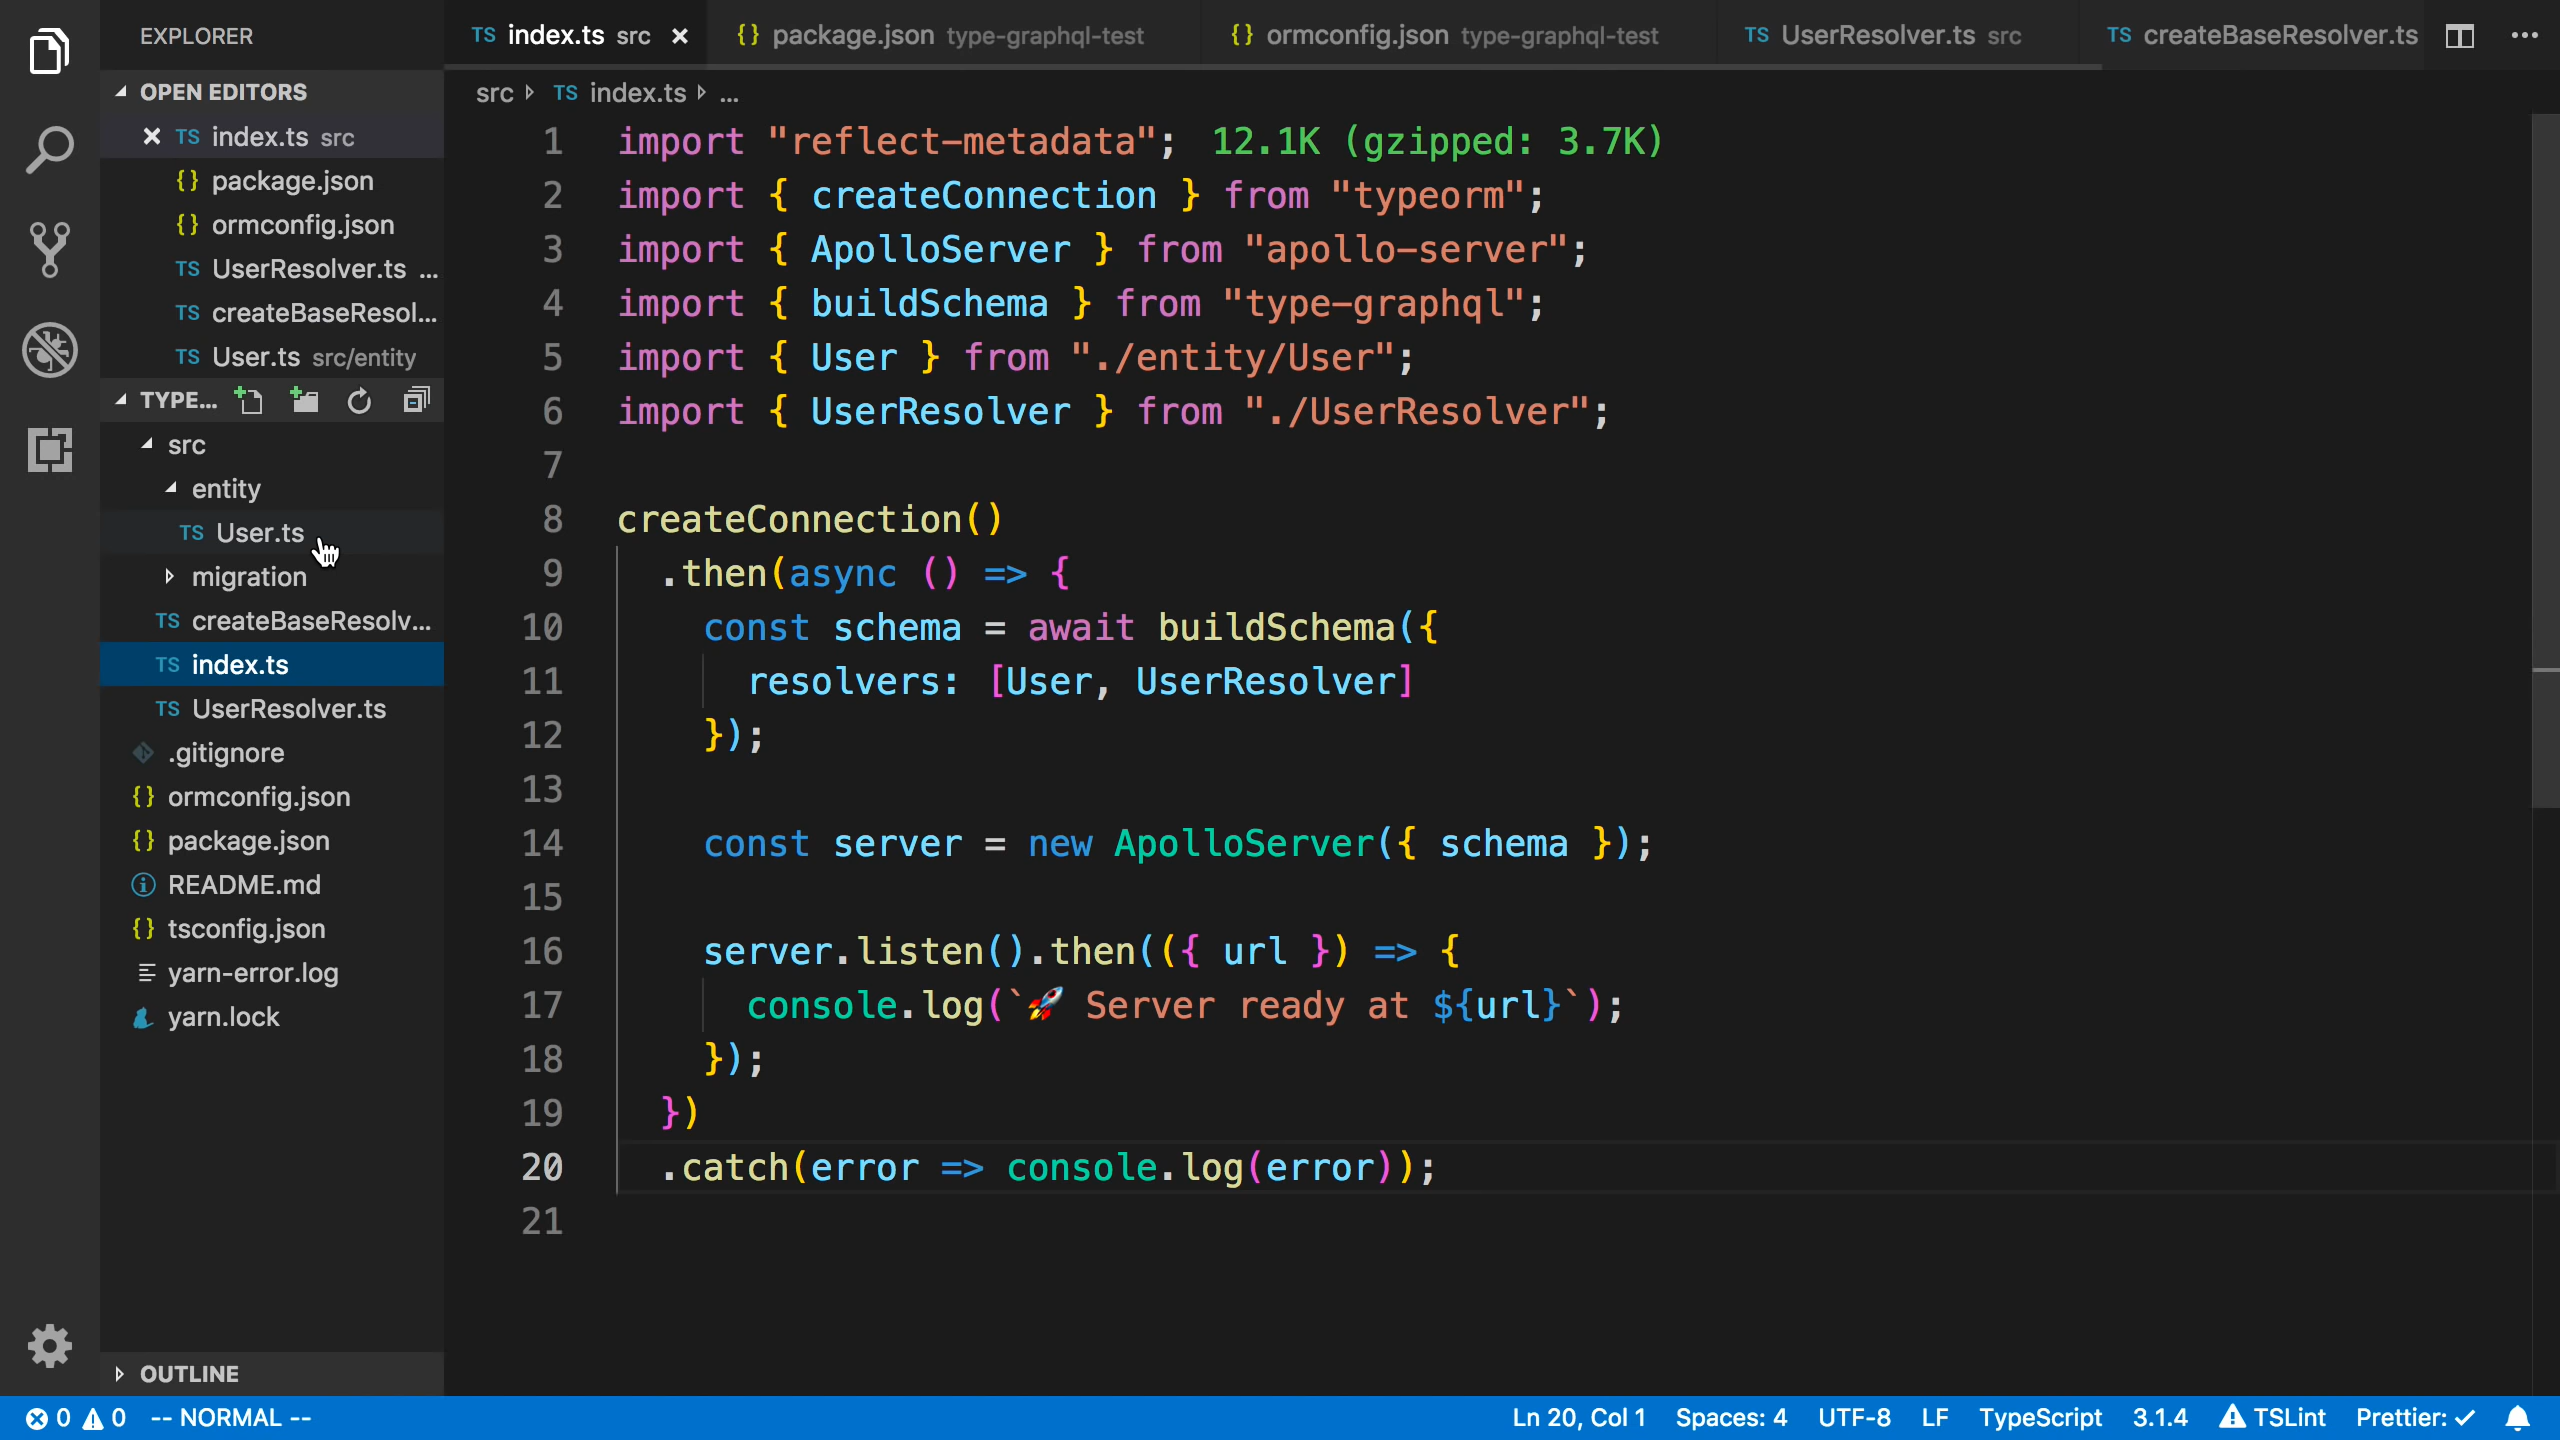 EXPLORER
OPEN EDITORS
TS index.ts src
{} package.json
{} ormconfig.json
TS UserResolver.ts ...
TS createBaseResol...
TS User.ts src/entity
TYPE...
src
entity
TS User.ts
migration
TS createBaseResolv...
TS index.ts
TS UserResolver.ts
.gitignore
{} ormconfig.json
{} package.json
README.md
{} tsconfig.json
yarn-error.log
yarn.lock
OUTLINE
TS index.ts src
{} package.json type-graphql-test
{} ormconfig.json type-graphql-test
TS UserResolver.ts src
TS createBaseResolver.ts
src TS index.ts ...
1 import "reflect-metadata"; 12.1K (gzipped: 3.7K)
2 import { createConnection } from "typeorm";
3 import { ApolloServer } from "apollo-server";
4 import { buildSchema } from "type-graphql";
5 import { User } from "./entity/User";
6 import { UserResolver } from "./UserResolver";
7
8 createConnection()
9 .then(async () => {
10 const schema = await buildSchema({
11 resolvers: [User, UserResolver]
12 });
13
14 const server = new ApolloServer({ schema });
15
16 server.listen().then(({ url }) => {
17 console.log(`🚀 Server ready at ${url}`);
18 });
19 })
20 .catch(error => console.log(error));
21
0 0 -- NORMAL -- Ln 20, Col 1 Spaces: 4 UTF-8 LF TypeScript 3.1.4 TSLint Prettier: ✓